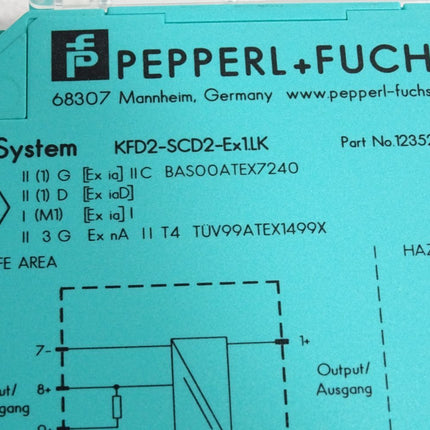 PEPPERL+FUCH
68307 Mannheim, Germany www.pepperl-fuchs
System KFD2-SCD2-Ex1.LK Part No.12352
II (1) G [Ex ia] IIC BAS00ATEX7240
II (1) D [Ex iaD]
I (M1) [Ex ia] I
II 3 G Ex nA II T4 TÜV99ATEX1499X
FE AREA HAZ
7-
1+
8+
Output/
Ausgang
ut/
gang
9+